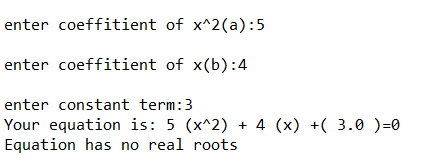 enter coeffitient of x^2(a):5
enter coeffitient of x(b):4
enter constant term:3
Your equation is: 5 (x^2) + 4 (x) +( 3.0 )=0
Equation has no real roots